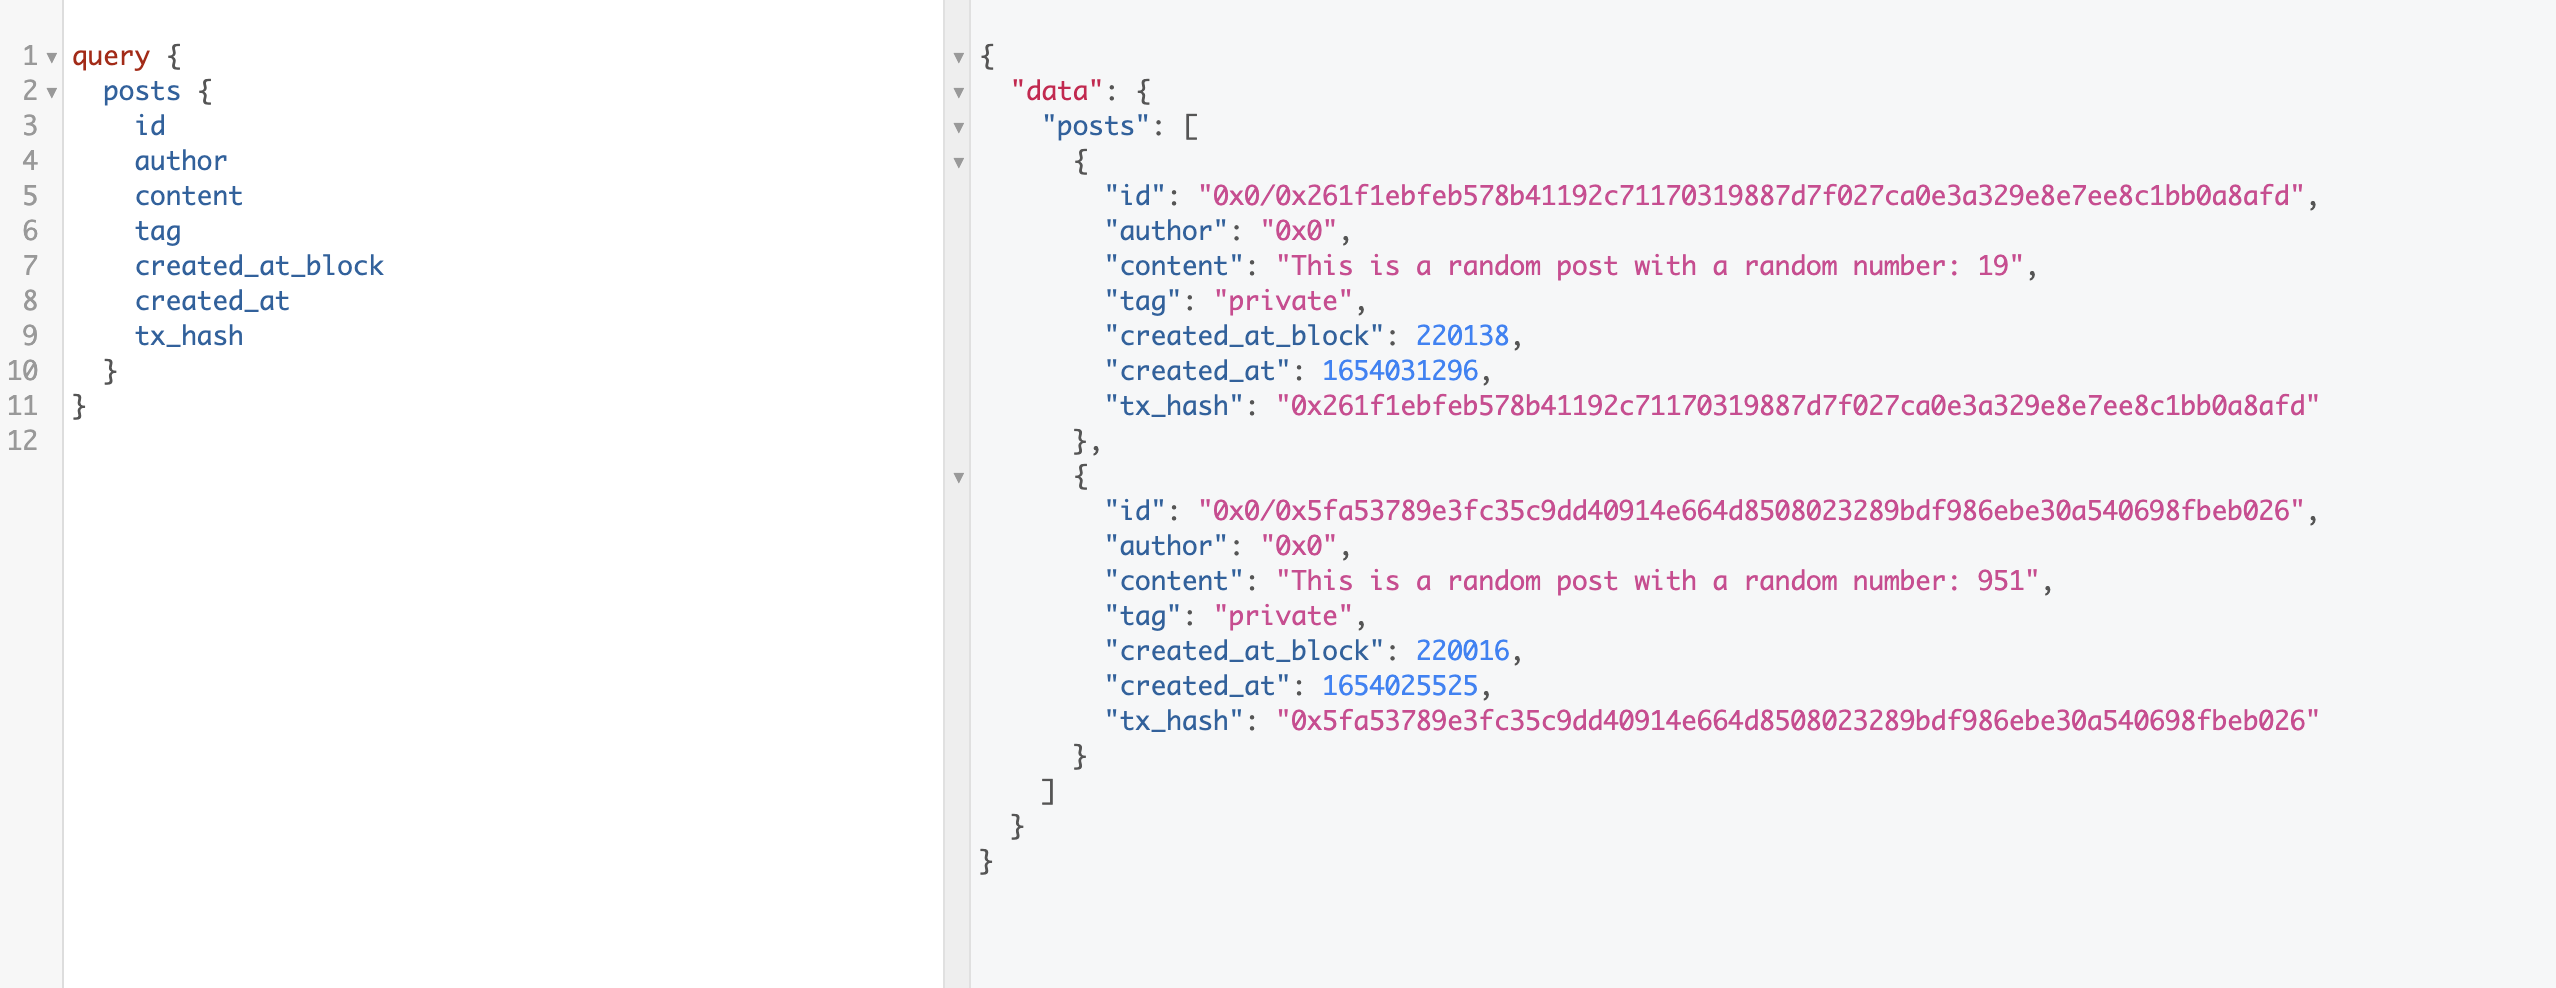 1 query {
2 posts {
3 id
4 author
5 content
6 tag
7 created_at_block
8 created_at
9 tx_hash
10 }
11 }
12
{
"data": {
"posts": [
{
"id": "0x0/0x261f1ebfeb578b41192c71170319887d7f027ca0e3a329e8e7ee8c1bb0a8afd",
"author": "0x0",
"content": "This is a random post with a random number: 19",
"tag": "private",
"created_at_block": 220138,
"created_at": 1654031296,
"tx_hash": "0x261f1ebfeb578b41192c71170319887d7f027ca0e3a329e8e7ee8c1bb0a8afd"
},
{
"id": "0x0/0x5fa53789e3fc35c9dd40914e664d8508023289bdf986ebe30a540698fbeb026",
"author": "0x0",
"content": "This is a random post with a random number: 951",
"tag": "private",
"created_at_block": 220016,
"created_at": 1654025525,
"tx_hash": "0x5fa53789e3fc35c9dd40914e664d8508023289bdf986ebe30a540698fbeb026"
}
]
}
}